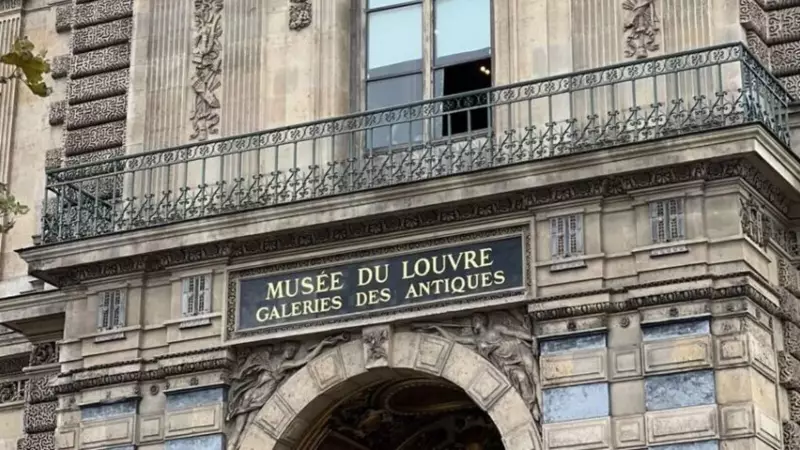 MUSÉE DU LOUVRE
GALERIES DES ANTIQUES